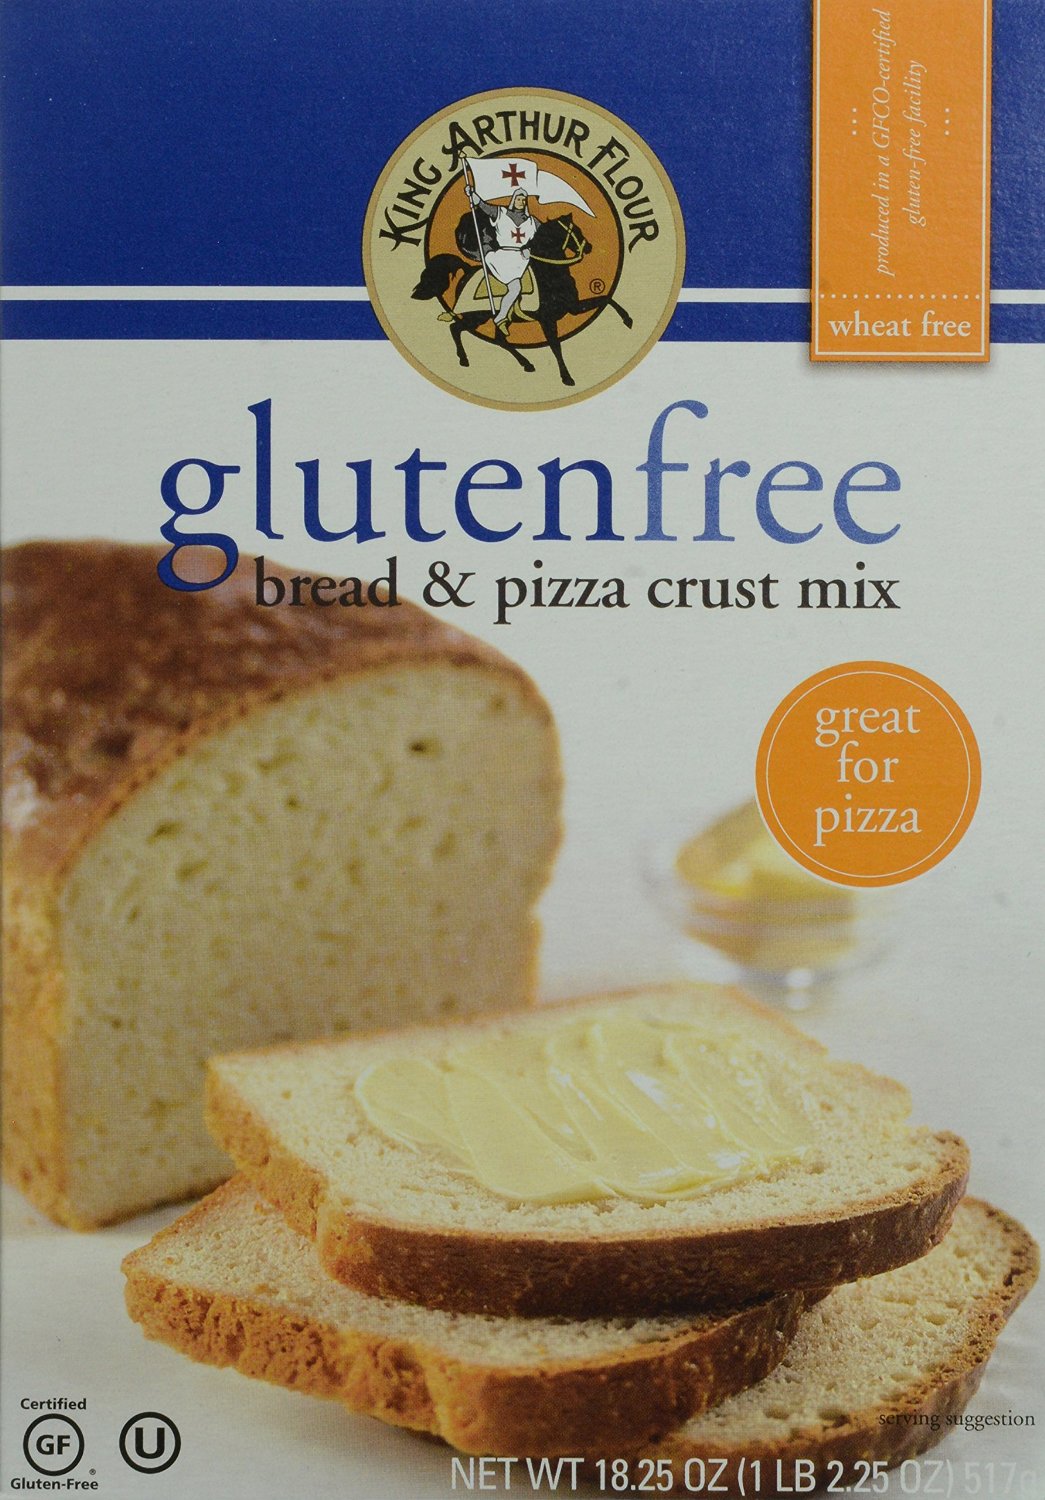 produced in a GFCO-certified
gluten-free facility
wheat free
KING ARTHUR FLOUR
®
glutenfree
bread & pizza crust mix
great
for
pizza
serving suggestion
Certified
GF
®
Gluten-Free
U
NET WT 18.25 OZ (1 LB 2.25 OZ) 517g